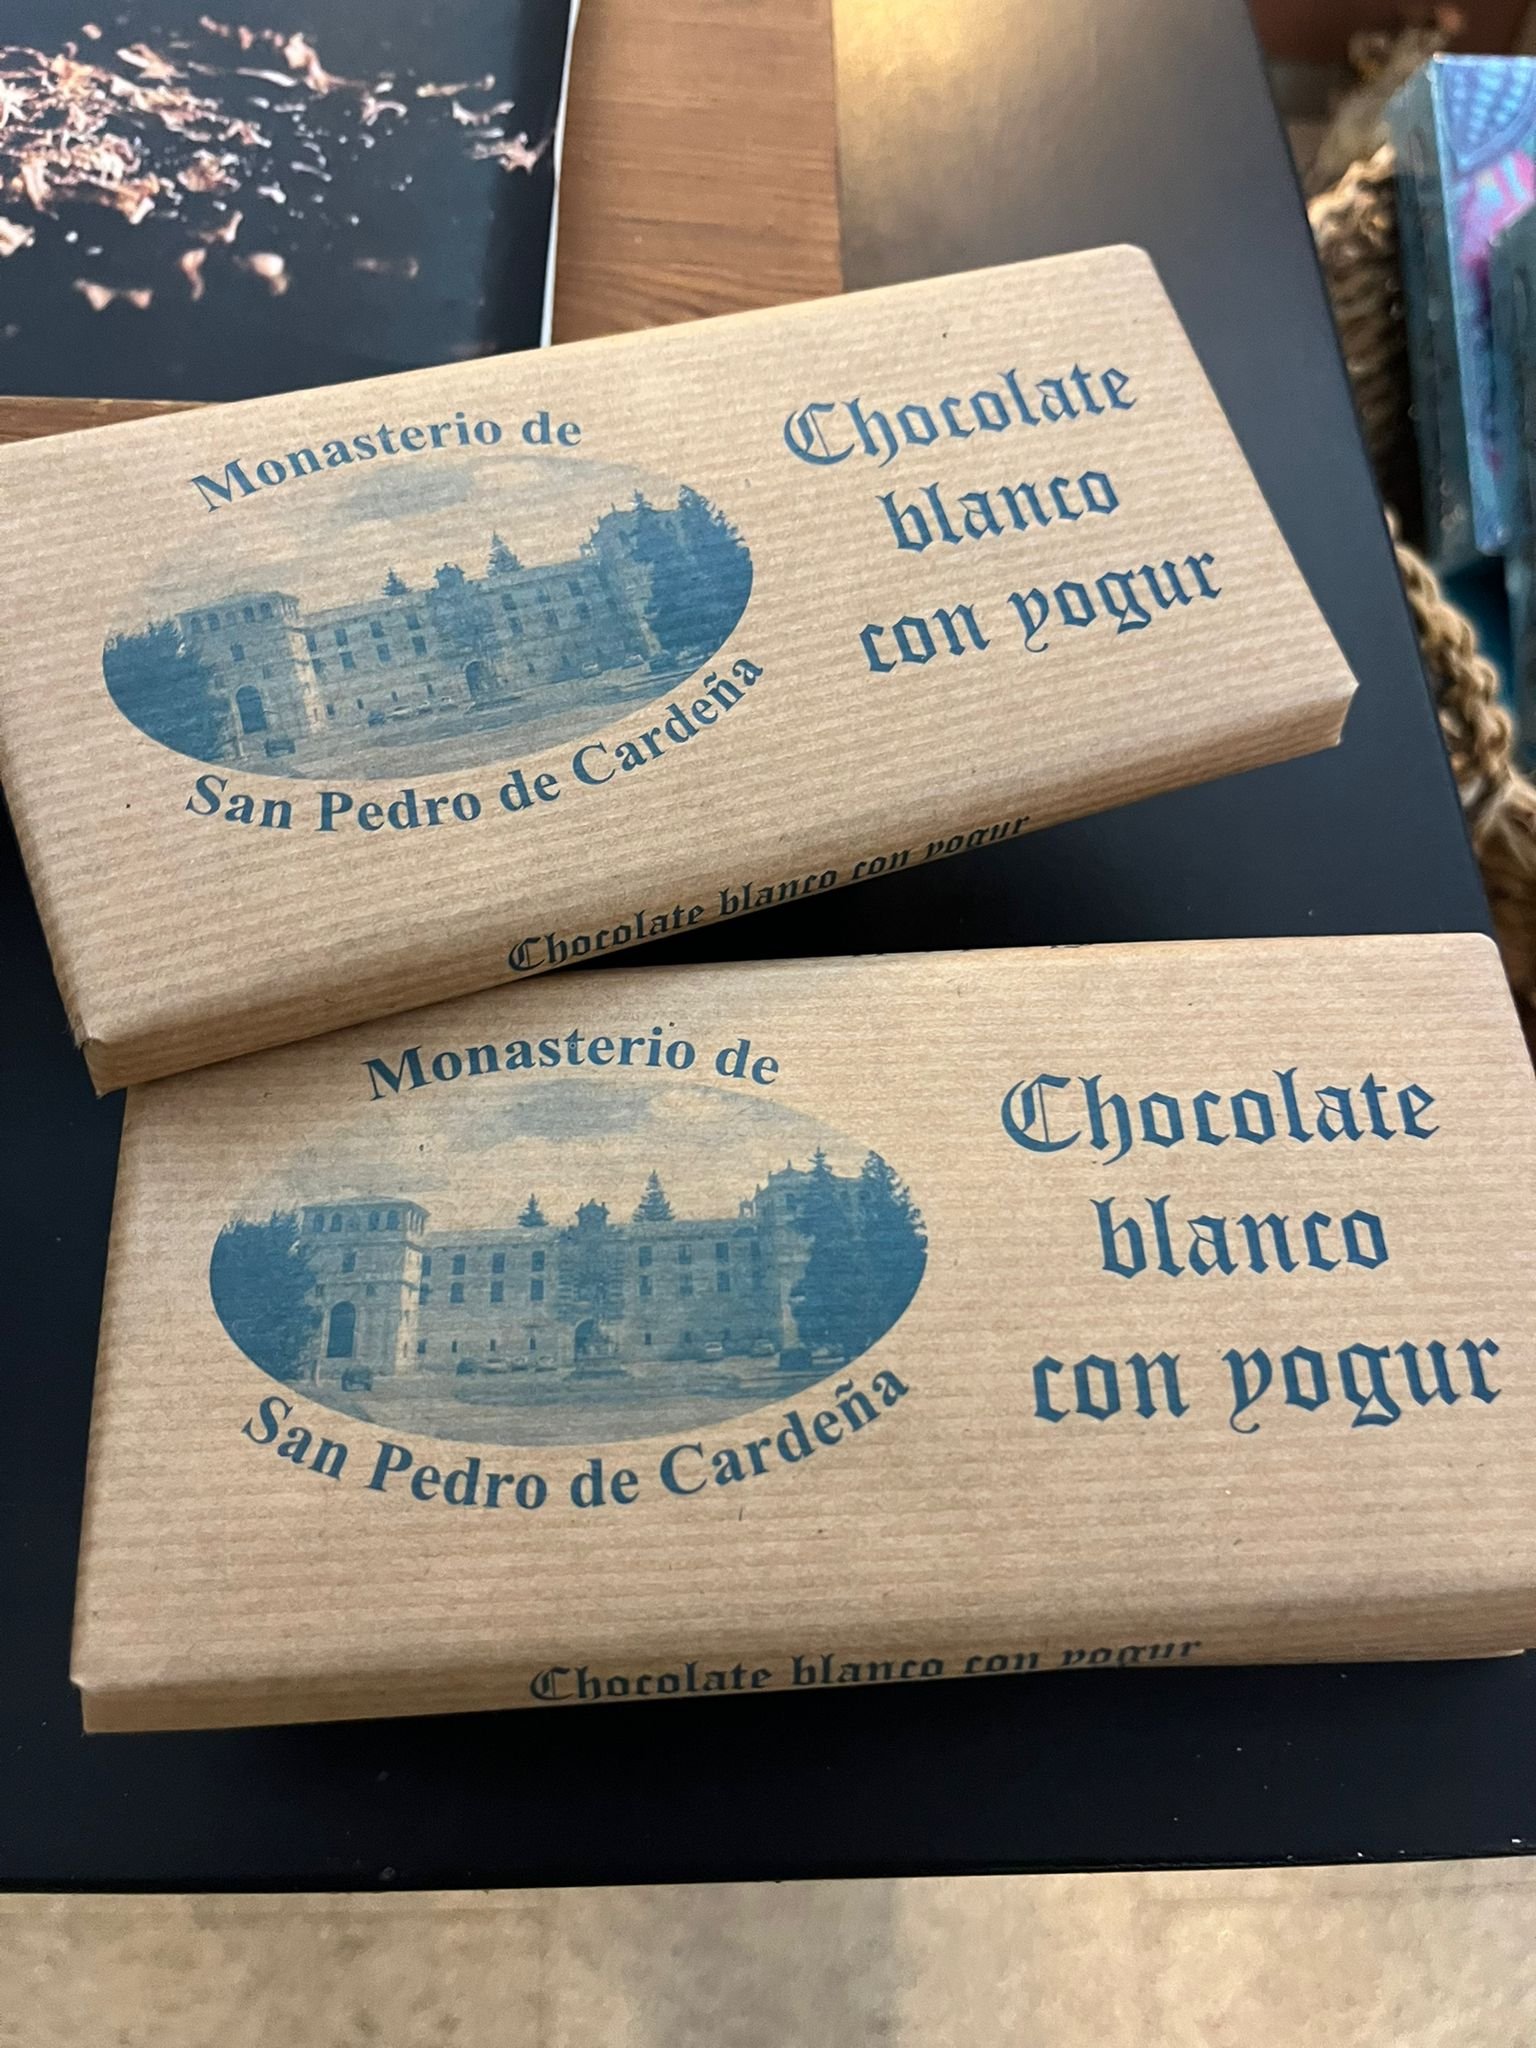 Monasterio de
San Pedro de Cardeña
Chocolate
blanco
con yogur
Chocolate blanco con yogur
Monasterio de
San Pedro de Cardeña
Chocolate
blanco
con yogur
Chocolate blanco con yogur